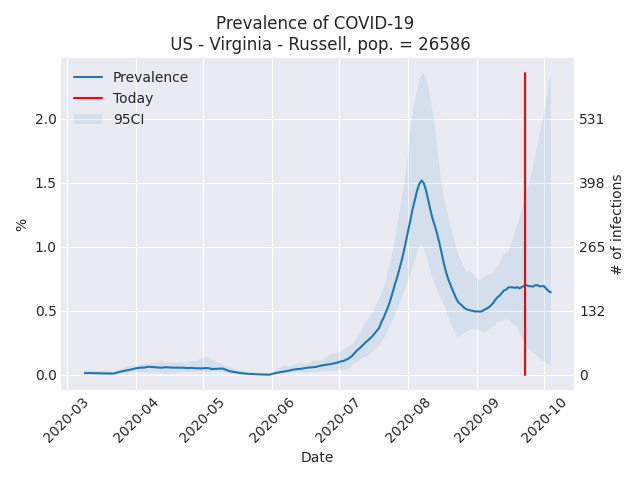 Prevalence of COVID-19
US - Virginia - Russell, pop. = 26586
Prevalence
Today
95CI
2.0
1.5
1.0
0.5
0.0
%
531
398
265
132
0
# of infections
2020-03
2020-04
2020-05
2020-06
2020-07
2020-08
2020-09
2020-10
Date